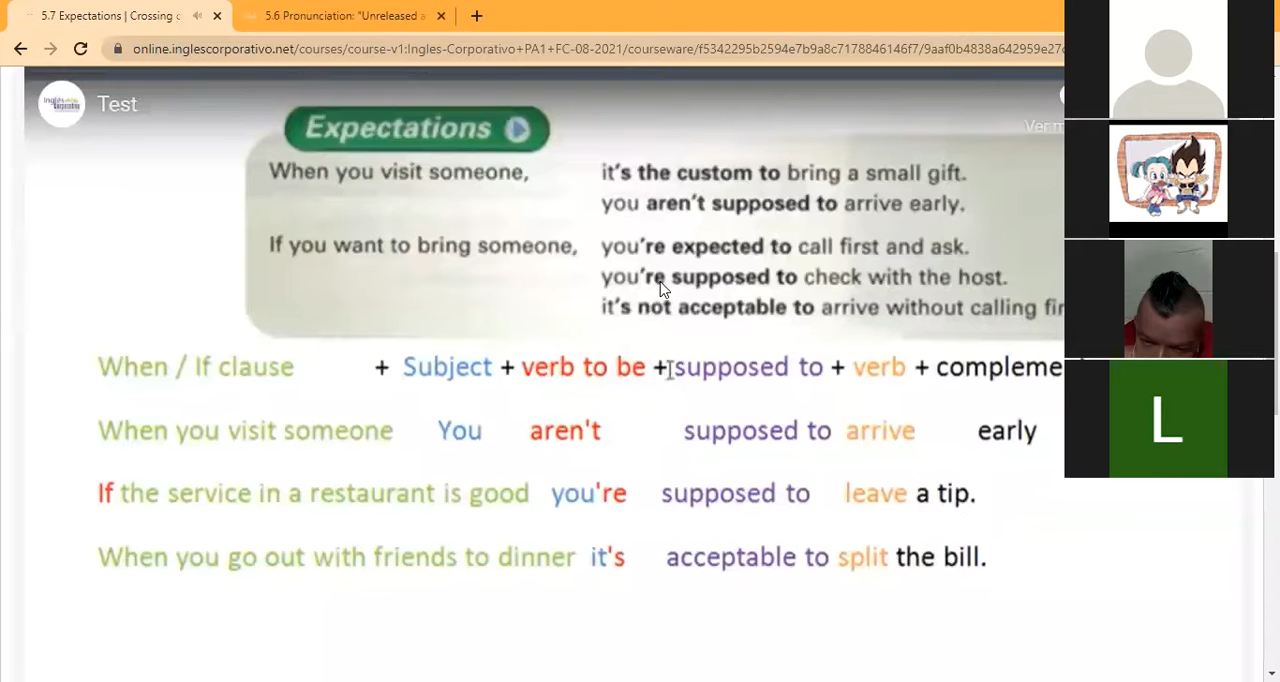 5.7 Expectations | Crossing c
5.6 Pronunciation: "Unreleased a
online.inglescorporativo.net/courses/course-v1:Ingles-Corporativo+PA1+FC-08-2021/courseware/f5342295b2594e7b9a8c7178846146f7/9aaf0b4838a642959e27c
Test
Ver m
Expectations
When you visit someone, it's the custom to bring a small gift.
you aren't supposed to arrive early.
If you want to bring someone, you're expected to call first and ask.
you're supposed to check with the host.
it's not acceptable to arrive without calling fir
When / If clause + Subject + verb to be + supposed to + verb + compleme
When you visit someone You aren't supposed to arrive early
If the service in a restaurant is good you're supposed to leave a tip.
When you go out with friends to dinner it's acceptable to split the bill.
L